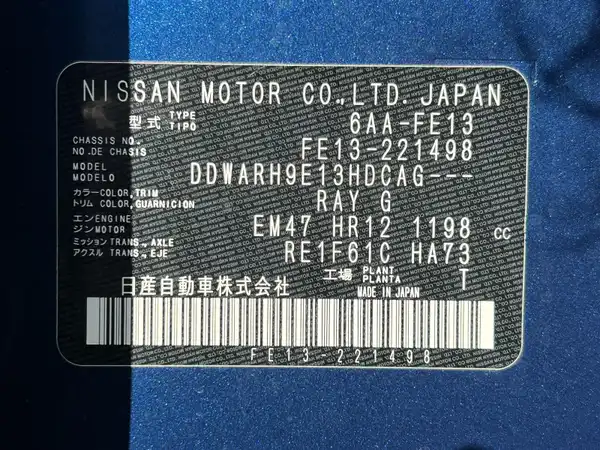 NISSAN MOTOR CO.,LTD. JAPAN
型式 TYPE TIPO 6AA-FE13
CHASSIS NO. NO.DE CHASIS FE13-221498
MODEL MODELO DDWARH9E13HDCAG---
カラー COLOR,TRIM トリム COLOR,GUARNICION RAY G
エンジン ENGINE MOTOR EM47 HR12 1198 cc
ミッション TRANS.,AXLE アクスル TRANS.,EJE RE1F61C HA73
工場 PLANT PLANTA T
日産自動車株式会社 MADE IN JAPAN
FE13-221498